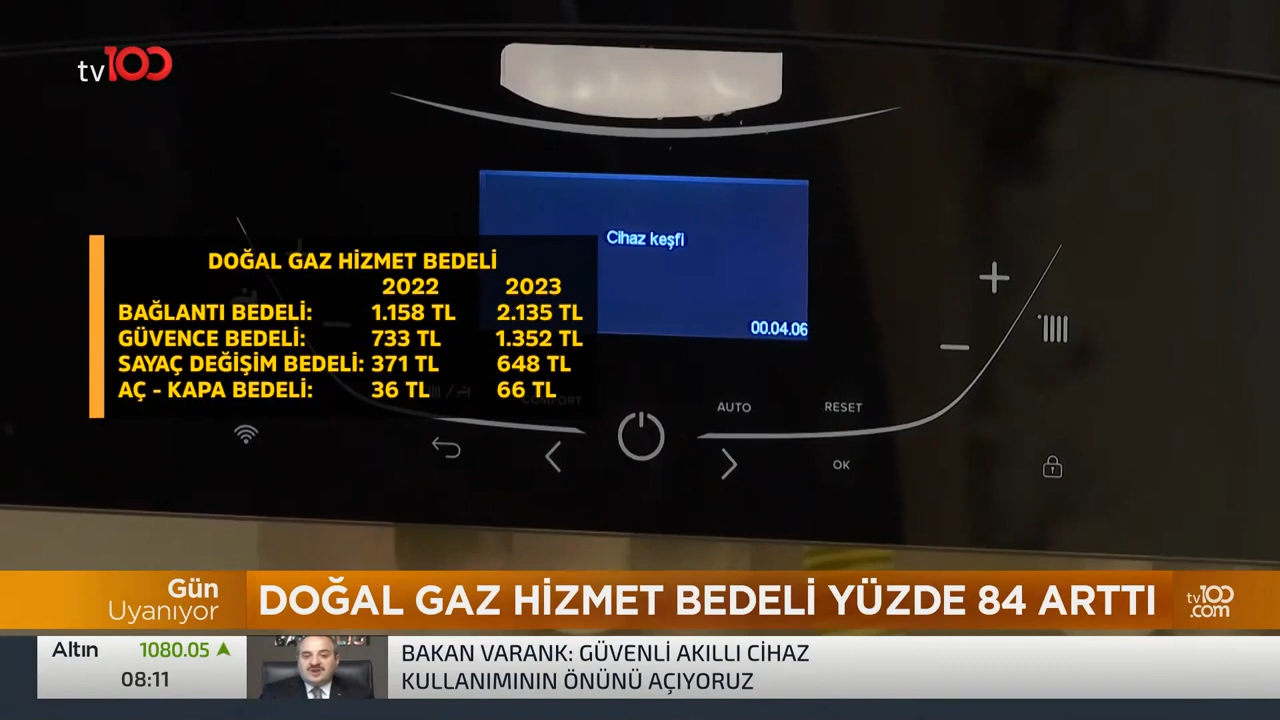 tv100
Cihaz keşfi
00.04.06
DOĞAL GAZ HİZMET BEDELİ
2022 2023
BAĞLANTI BEDELİ: 1.158 TL 2.135 TL
GÜVENCE BEDELİ: 733 TL 1.352 TL
SAYAÇ DEĞİŞİM BEDELİ: 371 TL 648 TL
AÇ - KAPA BEDELİ: 36 TL 66 TL
COMFORT
AUTO RESET
OK
Gün
Uyanıyor
DOĞAL GAZ HİZMET BEDELİ YÜZDE 84 ARTTI
tv100
.com
Altın 1080.05
08:11
BAKAN VARANK: GÜVENLİ AKILLI CİHAZ
KULLANIMININ ÖNÜNÜ AÇIYORUZ